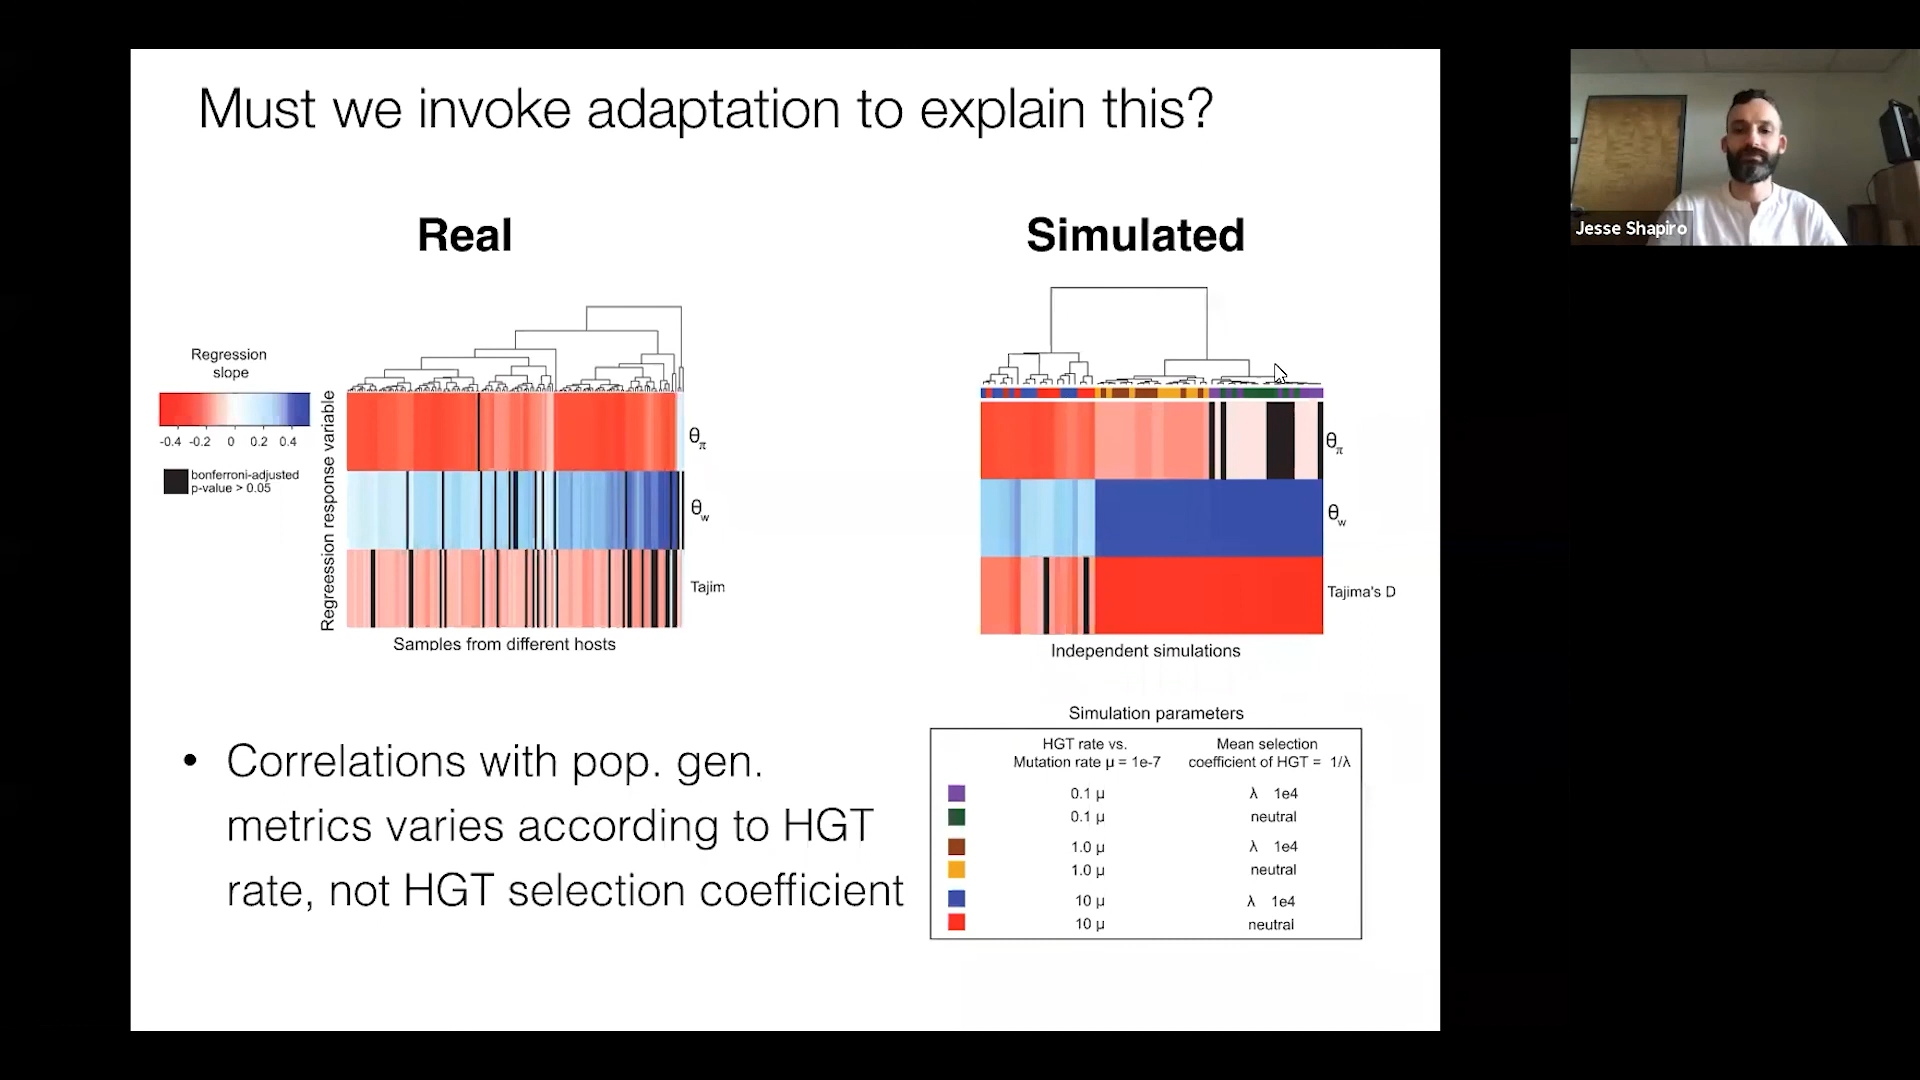 Must we invoke adaptation to explain this?
Jesse Shapiro
Real
Simulated
Regression
slope
-0.4 -0.2 0 0.2 0.4
bonferroni-adjusted
p-value > 0.05
Regreession response variable
θπ
θw
Tajim
Samples from different hosts
θπ
θw
Tajima's D
Independent simulations
• Correlations with pop. gen.
metrics varies according to HGT
rate, not HGT selection coefficient
Simulation parameters
HGT rate vs.
Mutation rate μ = 1e-7
Mean selection
coefficient of HGT = 1/λ
0.1 μ λ 1e4
0.1 μ neutral
1.0 μ λ 1e4
1.0 μ neutral
10 μ λ 1e4
10 μ neutral